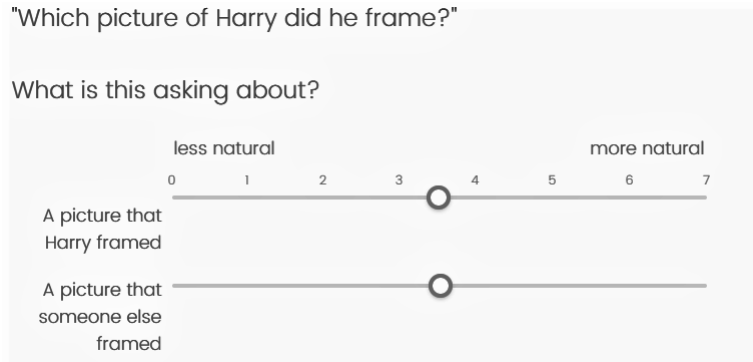 "Which picture of Harry did he frame?"
What is this asking about?
less natural more natural
0 1 2 3 4 5 6 7
A picture that
Harry framed
A picture that
someone else
framed